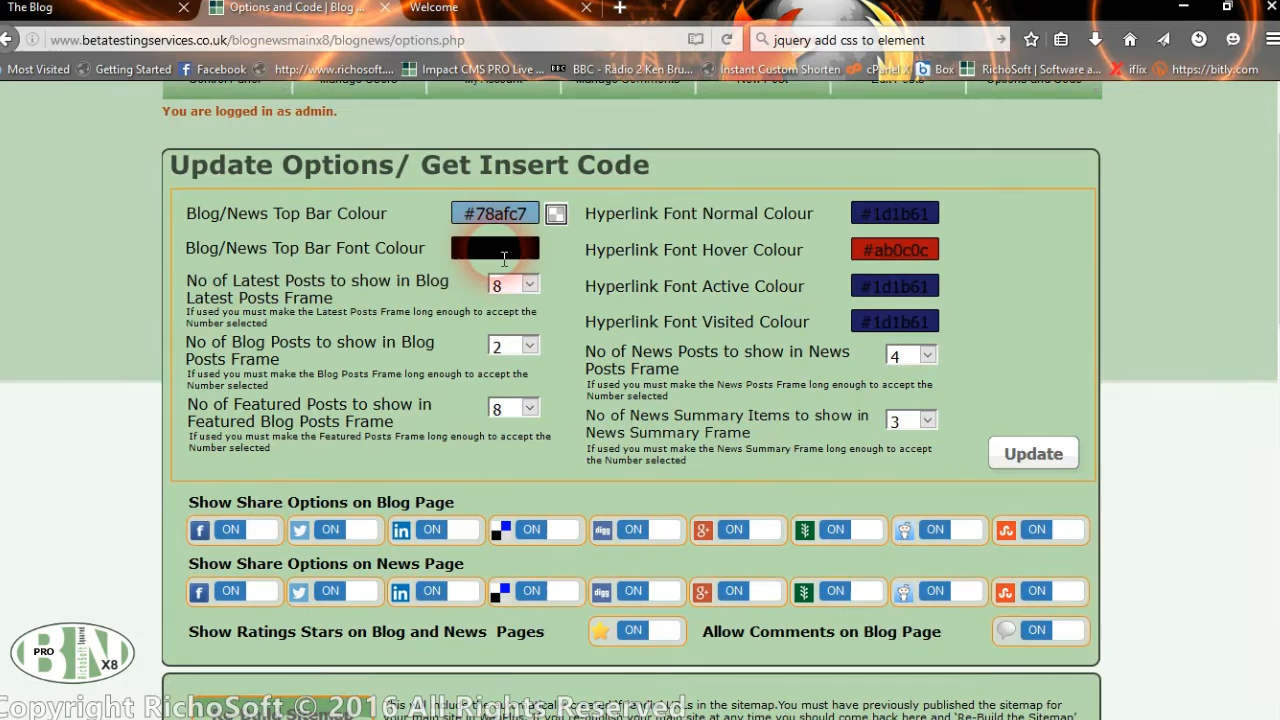 The Blog
Options and Code | Blog ...
Welcome
www.betatestingservices.co.uk/blognewsmainx8/blognews/options.php
jquery add css to element
Most Visited
Getting Started
Facebook
http://www.richosoft....
Impact CMS PRO Live ...
BBC - Radio 2 Ken Bru...
Instant Custom Shorten
cPanel X
Box
RichoSoft | Software a...
iflix
https://bitly.com
You are logged in as admin.
Update Options/ Get Insert Code
Blog/News Top Bar Colour
#78afc7
Hyperlink Font Normal Colour
#1d1b61
Blog/News Top Bar Font Colour
Hyperlink Font Hover Colour
#ab0c0c
No of Latest Posts to show in Blog
Latest Posts Frame
8
If used you must make the Latest Posts Frame long enough to accept the
Number selected
Hyperlink Font Active Colour
#1d1b61
Hyperlink Font Visited Colour
#1d1b61
No of Blog Posts to show in Blog
Posts Frame
2
If used you must make the Blog Posts Frame long enough to accept the
Number selected
No of News Posts to show in News
Posts Frame
4
If used you must make the News Posts Frame long enough to accept the
Number selected
No of Featured Posts to show in
Featured Blog Posts Frame
8
If used you must make the Featured Posts Frame long enough to accept the
Number selected
No of News Summary Items to show in
News Summary Frame
3
If used you must make the News Summary Frame long enough to accept
the Number selected
Update
Show Share Options on Blog Page
ON ON ON ON digg ON ON ON ON ON
Show Share Options on News Page
ON ON ON ON digg ON ON ON ON ON
Show Ratings Stars on Blog and News Pages
ON
Allow Comments on Blog Page
ON
PRO
BN
RichoSoft
X8
Copyright RichoSoft © 2016 All Rights Reserved.
Re-Build Sitemap